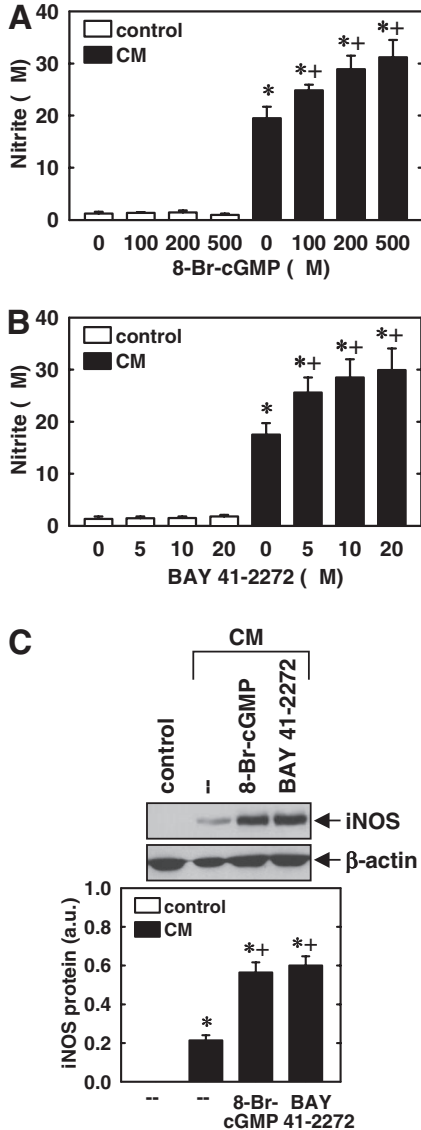 A
control
CM
40
30
20
10
0
Nitrite ( M)
* *+ *+ *+
0 100 200 500 0 100 200 500
8-Br-cGMP ( M)
B
control
CM
40
30
20
10
0
Nitrite ( M)
* *+ *+ *+
0 5 10 20 0 5 10 20
BAY 41-2272 ( M)
C
CM
control
--
8-Br-cGMP
BAY 41-2272
iNOS
β-actin
control
CM
1.0
0.8
0.6
0.4
0.2
0.0
iNOS protein (a.u.)
* *+ *+
-- -- 8-Br- BAY
cGMP 41-2272